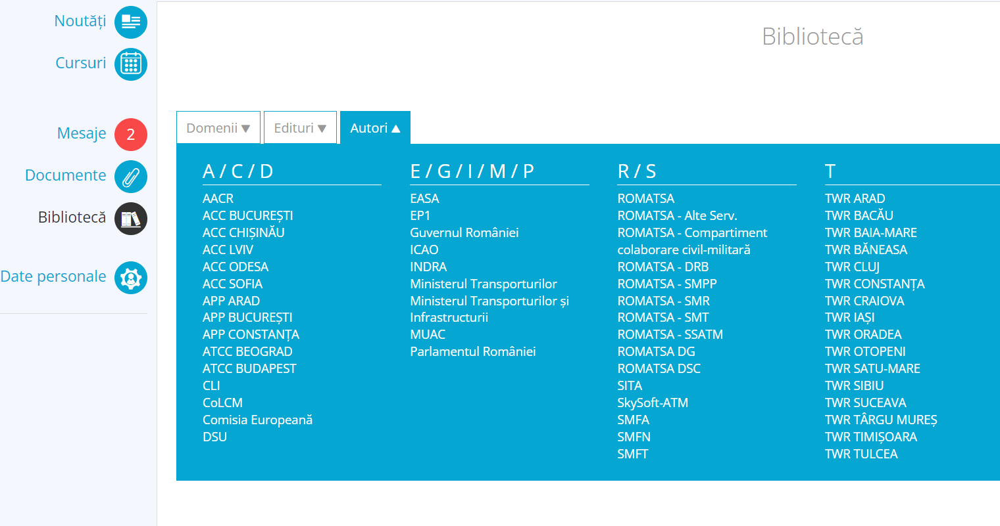 Noutăți
Cursuri
Mesaje 2
Documente
Bibliotecă
Date personale
Bibliotecă
Domenii ▼
Edituri ▼
Autori ▲
A / C / D
AACR
ACC BUCUREȘTI
ACC CHIȘINĂU
ACC LVIV
ACC ODESA
ACC SOFIA
APP ARAD
APP BUCUREȘTI
APP CONSTANȚA
ATCC BEOGRAD
ATCC BUDAPEST
CLI
CoLCM
Comisia Europeană
DSU
E / G / I / M / P
EASA
EP1
Guvernul României
ICAO
INDRA
Ministerul Transporturilor
Ministerul Transporturilor și
Infrastructurii
MUAC
Parlamentul României
R / S
ROMATSA
ROMATSA - Alte Serv.
ROMATSA - Compartiment
colaborare civil-militară
ROMATSA - DRB
ROMATSA - SMPP
ROMATSA - SMR
ROMATSA - SMT
ROMATSA - SSATM
ROMATSA DG
ROMATSA DSC
SITA
SkySoft-ATM
SMFA
SMFN
SMFT
T
TWR ARAD
TWR BACĂU
TWR BAIA-MARE
TWR BĂNEASA
TWR CLUJ
TWR CONSTANȚA
TWR CRAIOVA
TWR IAȘI
TWR ORADEA
TWR OTOPENI
TWR SATU-MARE
TWR SIBIU
TWR SUCEAVA
TWR TÂRGU MUREȘ
TWR TIMIȘOARA
TWR TULCEA